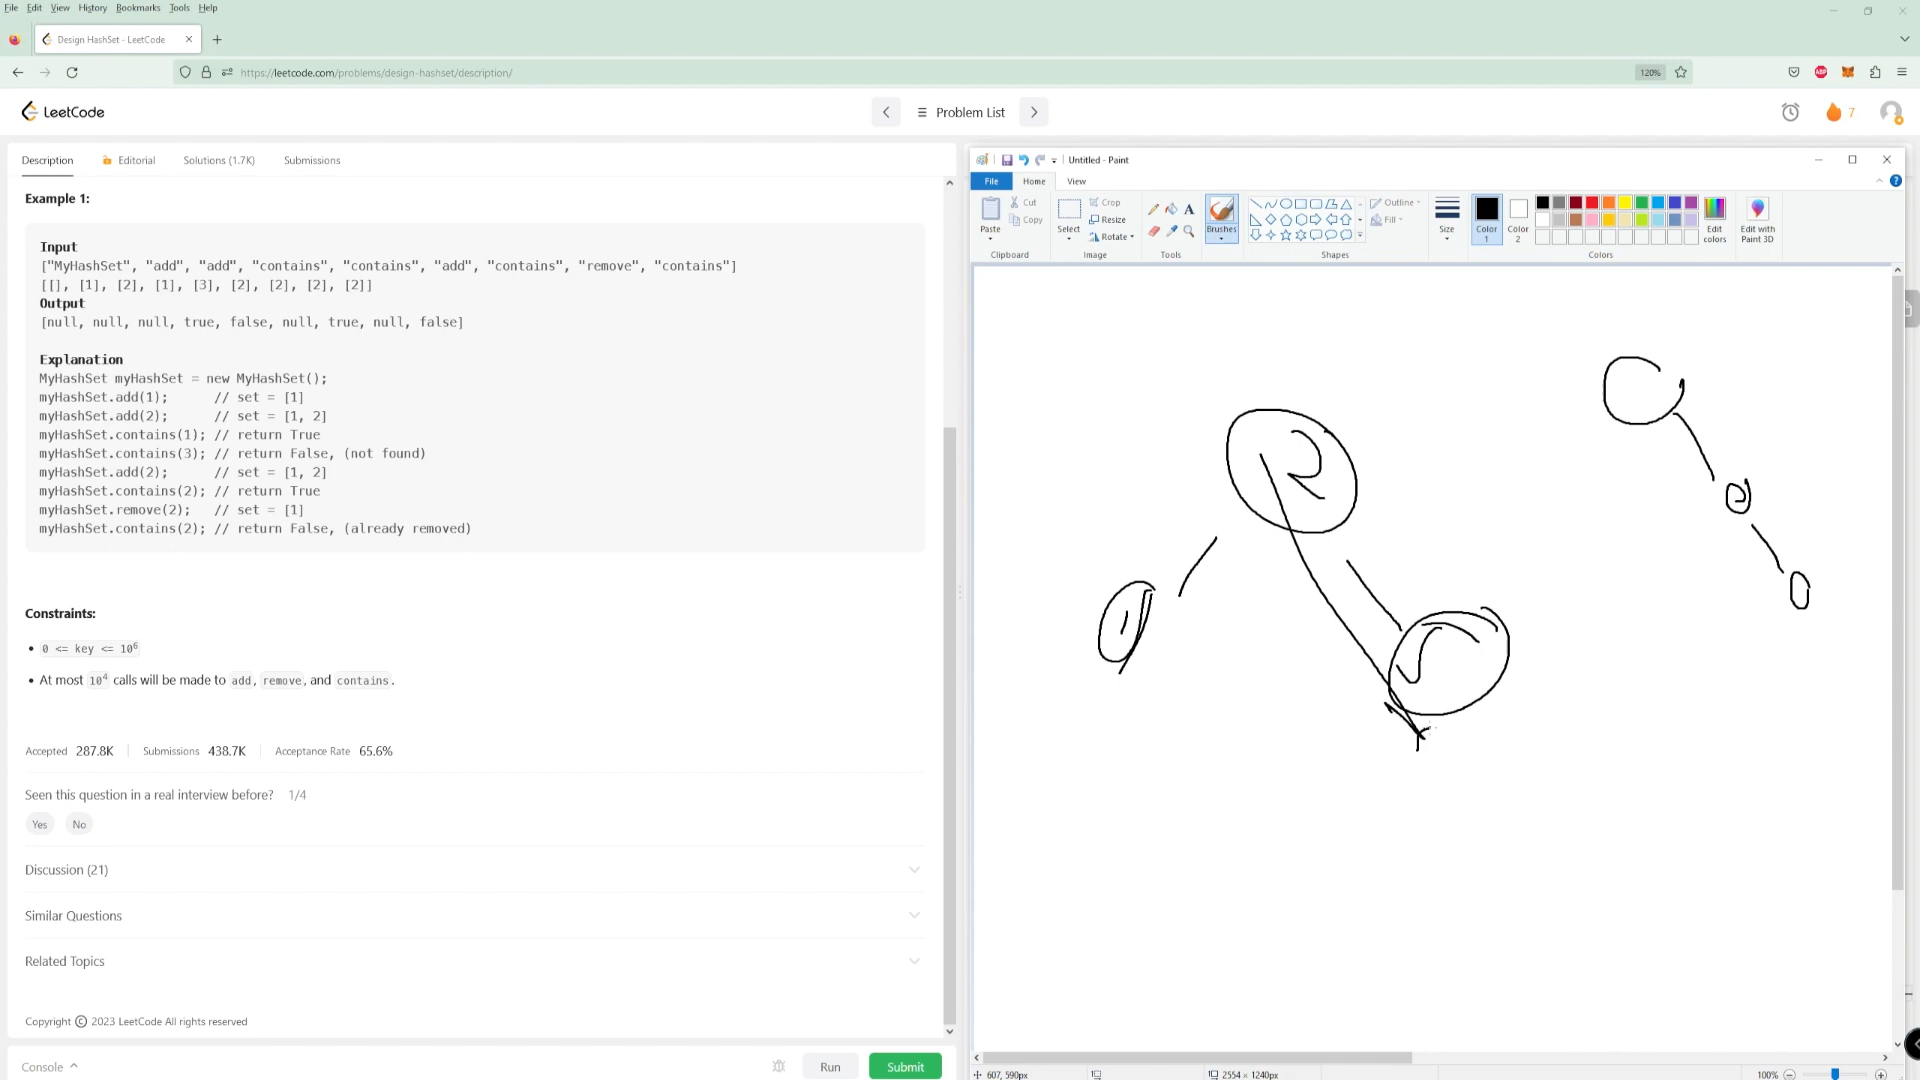 File Edit View History Bookmarks Tools Help
Design HashSet - LeetCode
https://leetcode.com/problems/design-hashset/description/
120%
ABP
LeetCode
Problem List
7
Description Editorial Solutions (1.7K) Submissions
Example 1:
Input
["MyHashSet", "add", "add", "contains", "contains", "add", "contains", "remove", "contains"]
[[], [1], [2], [1], [3], [2], [2], [2], [2]]
Output
[null, null, null, true, false, null, true, null, false]
Explanation
MyHashSet myHashSet = new MyHashSet();
myHashSet.add(1);      // set = [1]
myHashSet.add(2);      // set = [1, 2]
myHashSet.contains(1); // return True
myHashSet.contains(3); // return False, (not found)
myHashSet.add(2);      // set = [1, 2]
myHashSet.contains(2); // return True
myHashSet.remove(2);   // set = [1]
myHashSet.contains(2); // return False, (already removed)
Constraints:
• 0 <= key <= 10⁶
• At most 10⁴ calls will be made to add, remove, and contains.
Accepted 287.8K Submissions 438.7K Acceptance Rate 65.6%
Seen this question in a real interview before? 1/4
Yes No
Discussion (21)
Similar Questions
Related Topics
Copyright © 2023 LeetCode All rights reserved
Console Run Submit
Untitled - Paint
File Home View
Paste Cut Copy
Select Crop Resize Rotate
A
Brushes
Outline Fill
Size
Color 1
Color 2
Edit colors
Edit with Paint 3D
Clipboard Image Tools Shapes Colors
2
1
607, 590px 2554 × 1240px 100%